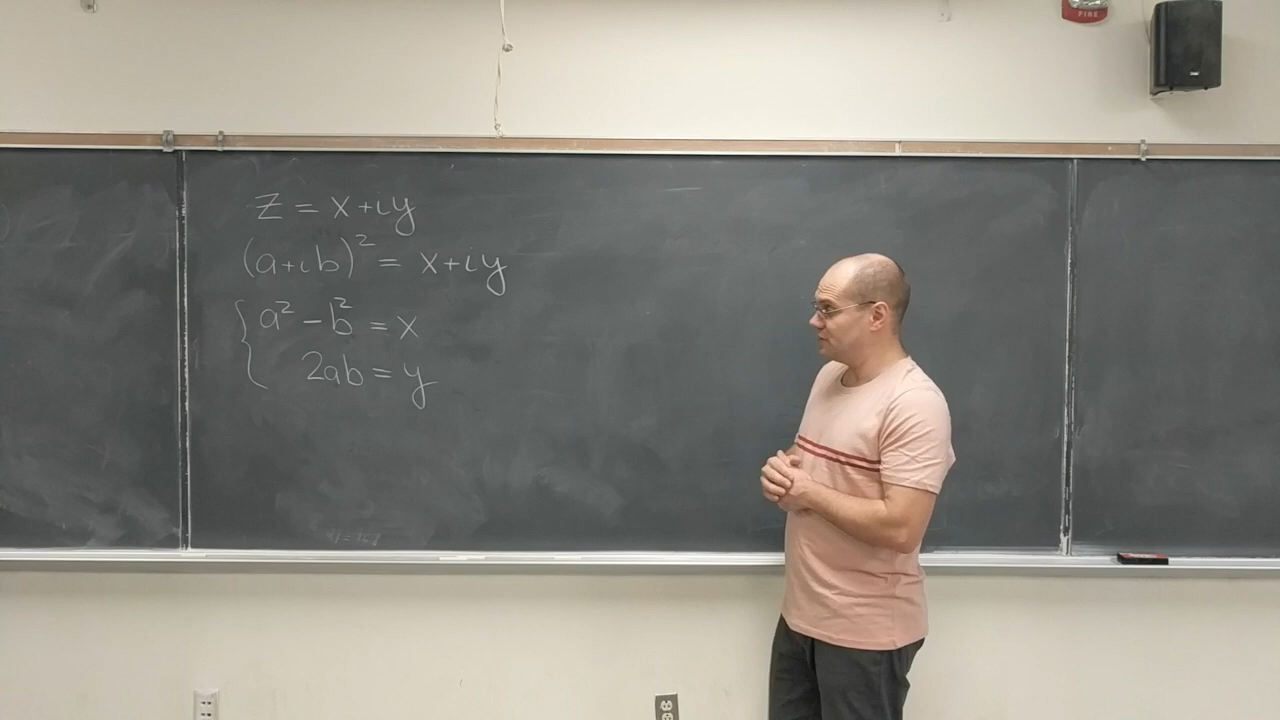 FIRE
z = x+iy
(a+ib)² = x+iy
{ a² - b² = x
2ab = y